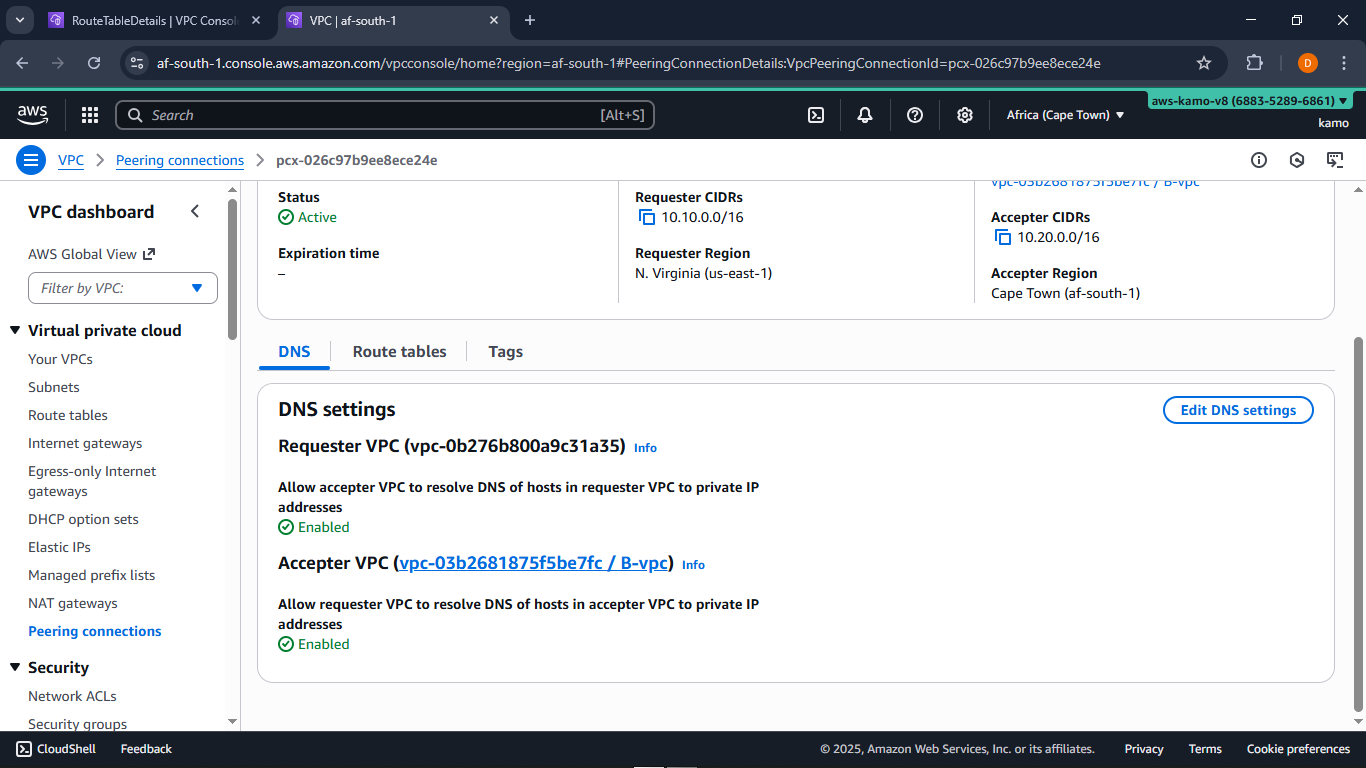 RouteTableDetails | VPC Conso
VPC | af-south-1
af-south-1.console.aws.amazon.com/vpcconsole/home?region=af-south-1#PeeringConnectionDetails:VpcPeeringConnectionId=pcx-026c97b9ee8ece24e
D
aws
Search
[Alt+S]
Africa (Cape Town)
aws-kamo-v8 (6883-5289-6861)
kamo
VPC
Peering connections
pcx-026c97b9ee8ece24e
VPC dashboard
AWS Global View
Filter by VPC:
Virtual private cloud
Your VPCs
Subnets
Route tables
Internet gateways
Egress-only Internet
gateways
DHCP option sets
Elastic IPs
Managed prefix lists
NAT gateways
Peering connections
Security
Network ACLs
Security groups
Status
Active
Expiration time
–
Requester CIDRs
10.10.0.0/16
Requester Region
N. Virginia (us-east-1)
vpc-03b2681875f5be7fc / B-vpc
Accepter CIDRs
10.20.0.0/16
Accepter Region
Cape Town (af-south-1)
DNS
Route tables
Tags
DNS settings
Edit DNS settings
Requester VPC (vpc-0b276b800a9c31a35) Info
Allow accepter VPC to resolve DNS of hosts in requester VPC to private IP
addresses
Enabled
Accepter VPC (vpc-03b2681875f5be7fc / B-vpc) Info
Allow requester VPC to resolve DNS of hosts in accepter VPC to private IP
addresses
Enabled
CloudShell
Feedback
© 2025, Amazon Web Services, Inc. or its affiliates.
Privacy
Terms
Cookie preferences